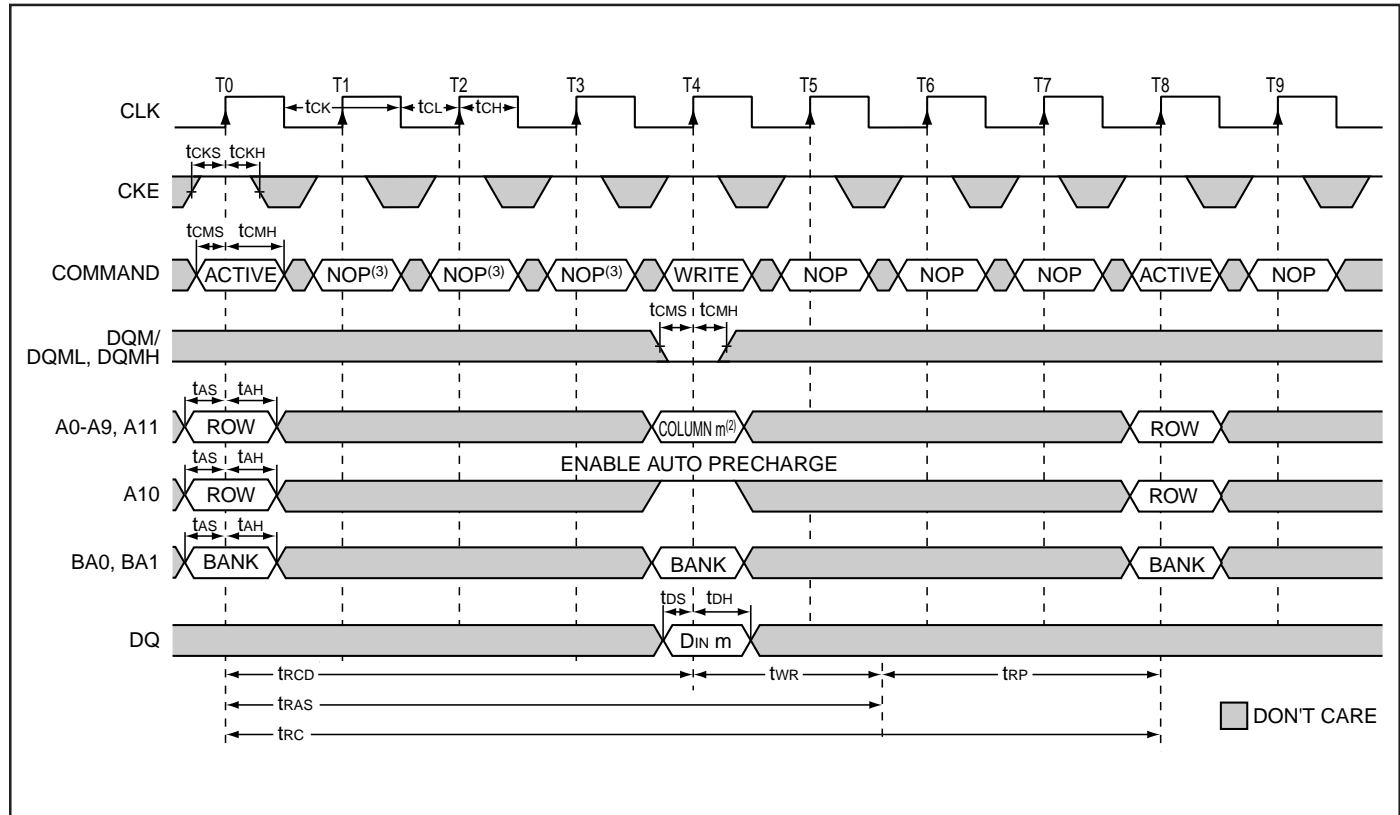 T0 T1 T2 T3 T4 T5 T6 T7 T8 T9
CLK tCK tCL tCH
tCKS tCKH
CKE
tCMS tCMH
COMMAND ACTIVE NOP(3) NOP(3) NOP(3) WRITE NOP NOP NOP ACTIVE NOP
tCMS tCMH
DQM/
DQML, DQMH
tAS tAH
A0-A9, A11 ROW COLUMN m(2) ROW
tAS tAH ENABLE AUTO PRECHARGE
A10 ROW ROW
tAS tAH
BA0, BA1 BANK BANK BANK
tDS tDH
DQ DIN m
tRCD tWR tRP
tRAS
DON'T CARE
tRC